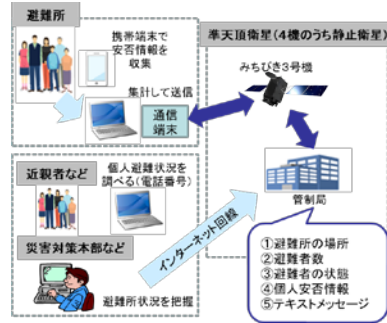 避難所
携帯端末で
安否情報を
収集
集計して送信
通信
端末
準天頂衛星(4機のうち静止衛星)
みちびき3号機
管制局
近親者など
個人避難状況を
調べる(電話番号)
災害対策本部など
避難所状況を把握
インターネット回線
①避難所の場所
②避難者数
③避難者の状態
④個人安否情報
⑤テキストメッセージ